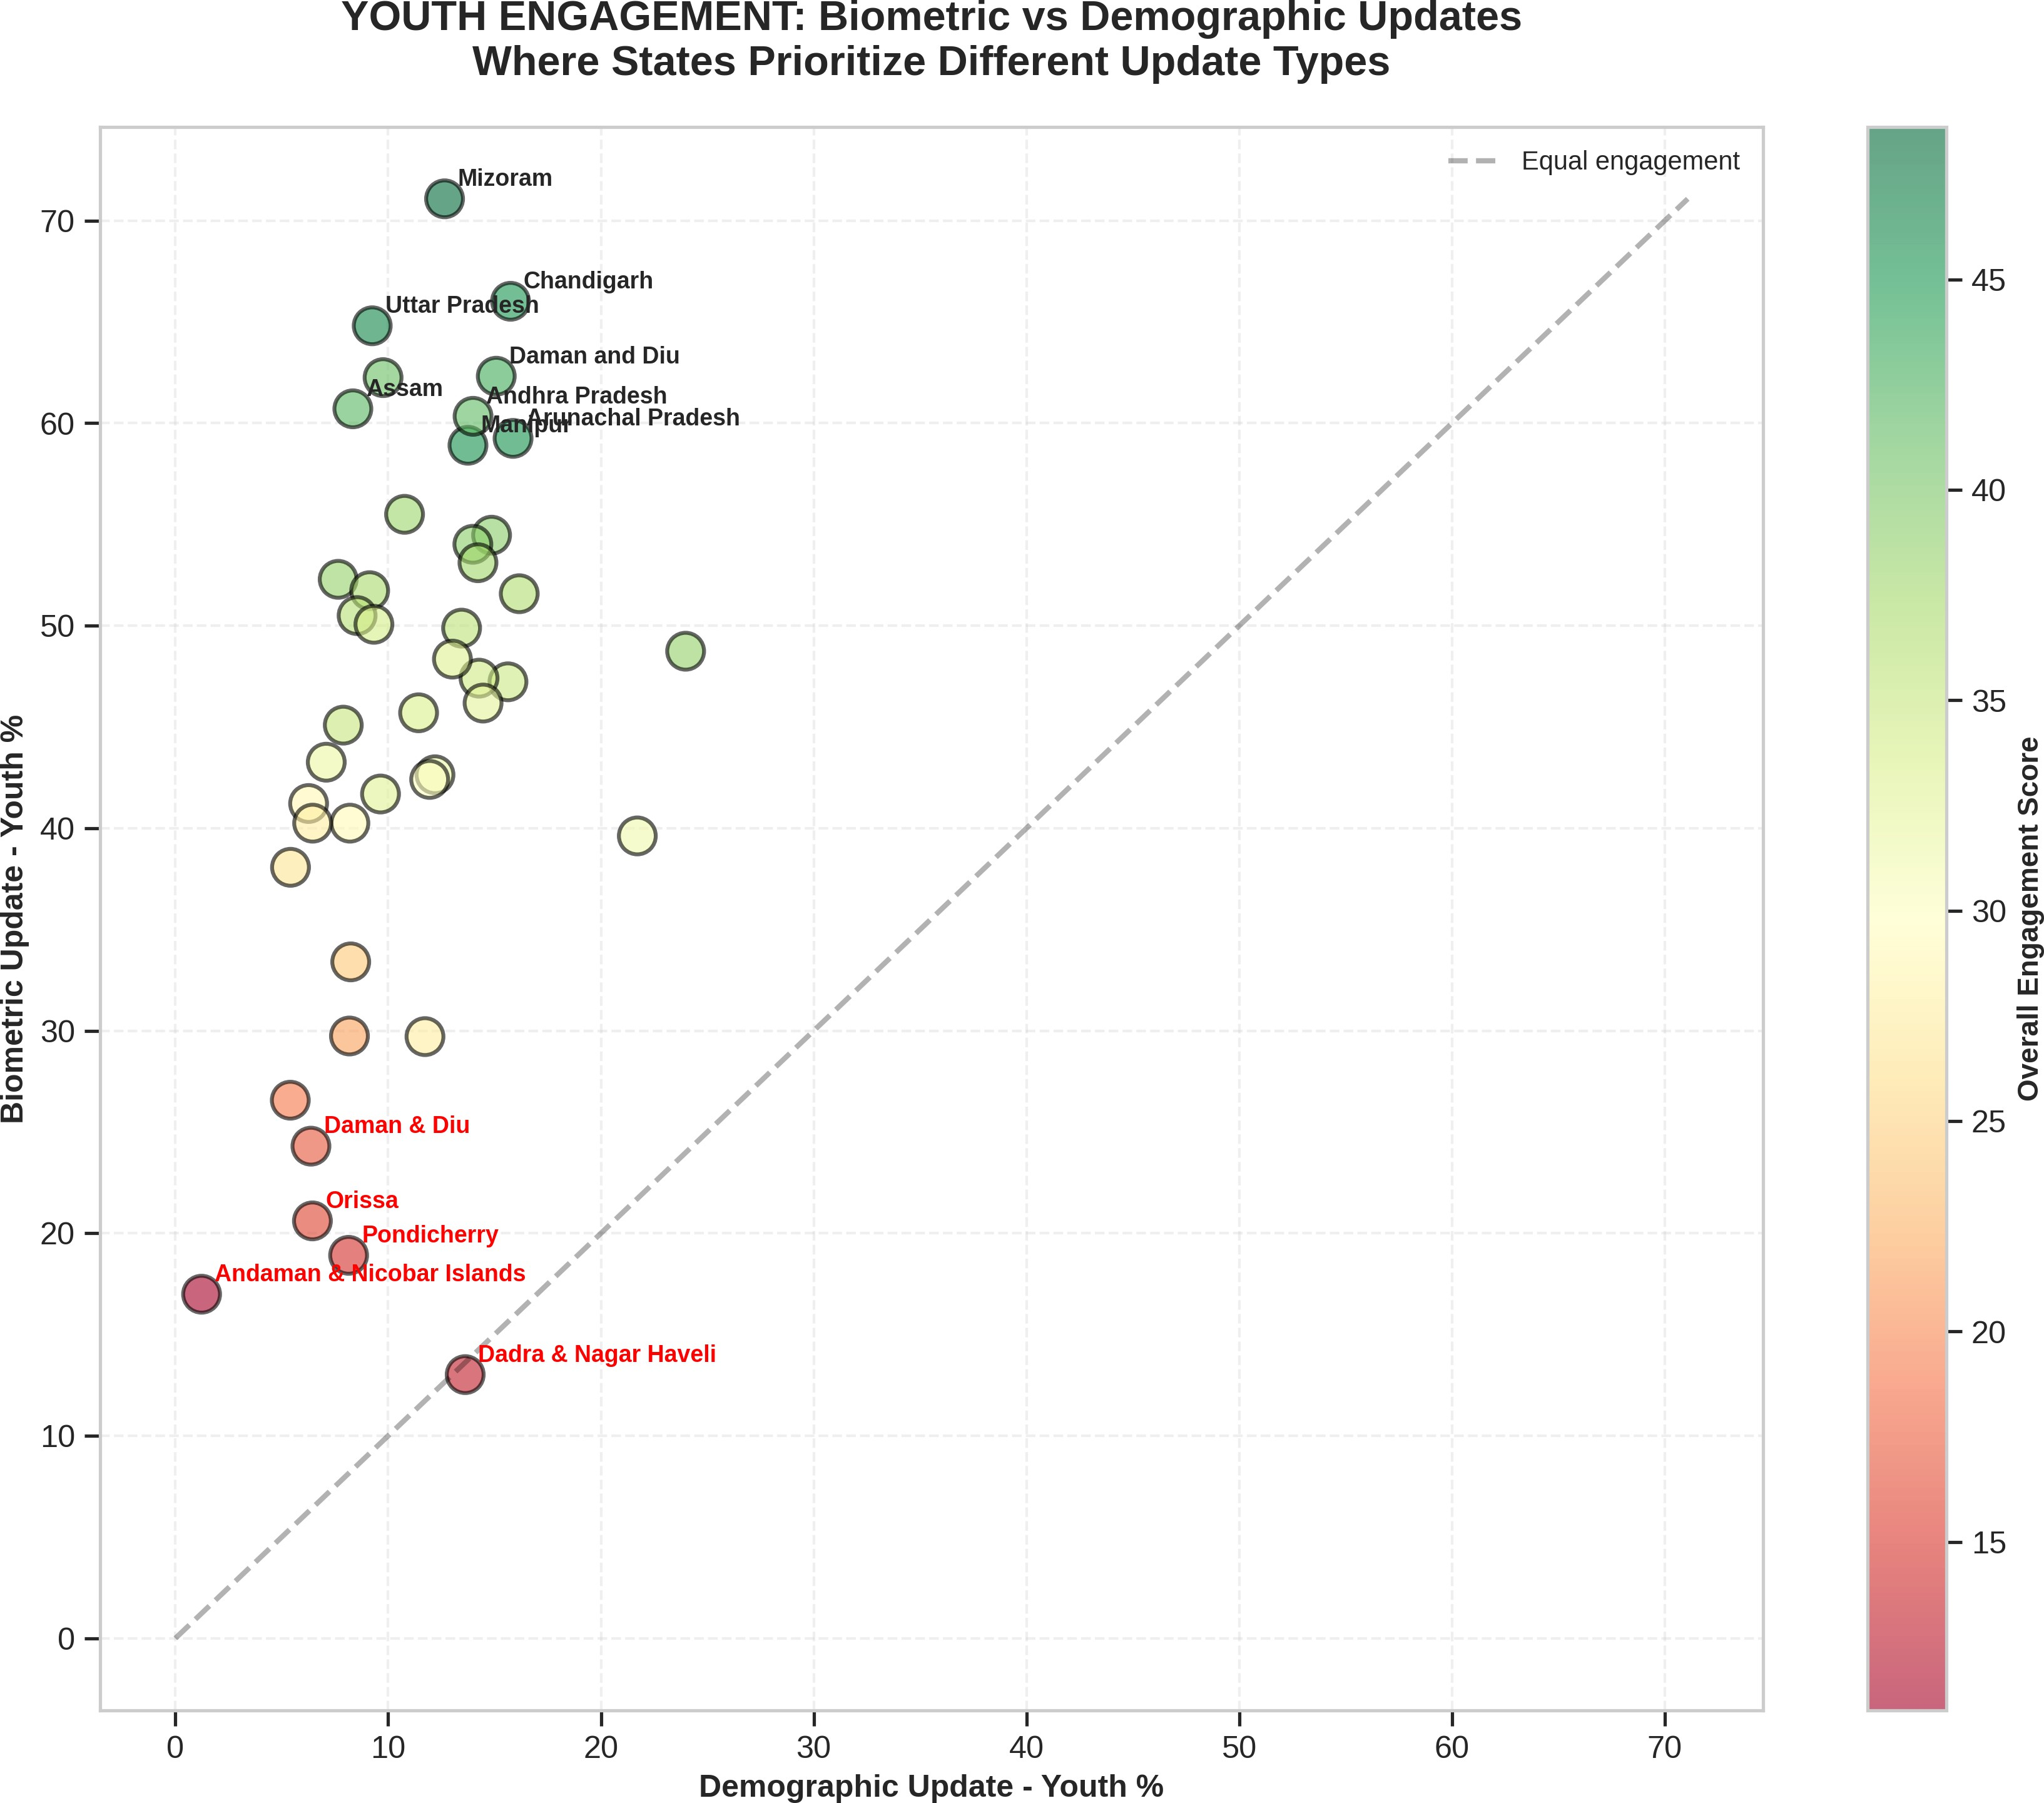 YOUTH ENGAGEMENT: Biometric vs Demographic Updates
Where States Prioritize Different Update Types
Equal engagement
Mizoram
Chandigarh
Uttar Pradesh
Daman and Diu
Assam
Andhra Pradesh
Arunachal Pradesh
Manipur
Daman & Diu
Orissa
Pondicherry
Andaman & Nicobar Islands
Dadra & Nagar Haveli
70
60
50
40
30
20
10
0
Biometric Update - Youth %
0 10 20 30 40 50 60 70
Demographic Update - Youth %
45
40
35
30
25
20
15
Overall Engagement Score